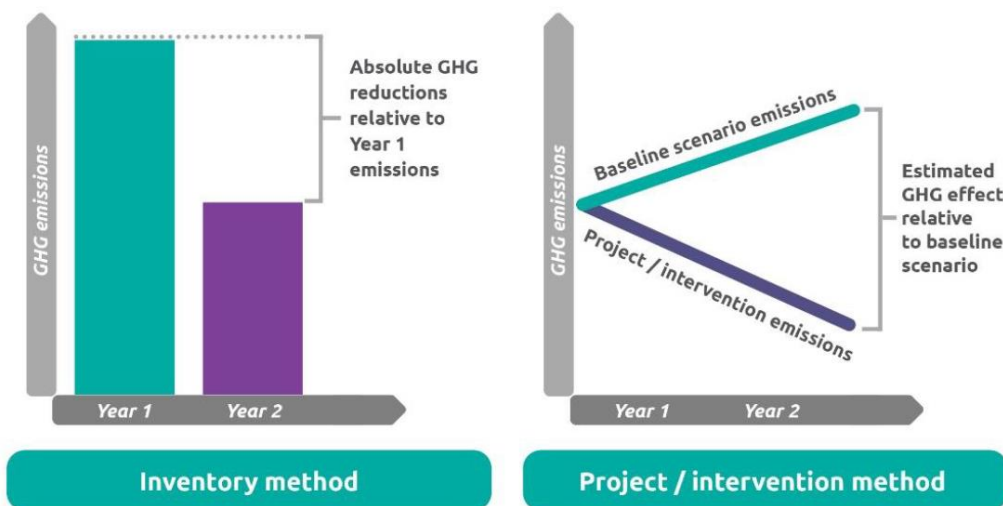 GHG emissions
Absolute GHG
reductions
relative to
Year 1
emissions
Year 1
Year 2
Inventory method
GHG emissions
Baseline scenario emissions
Project / intervention emissions
Estimated
GHG effect
relative
to baseline
scenario
Year 1
Year 2
Project / intervention method